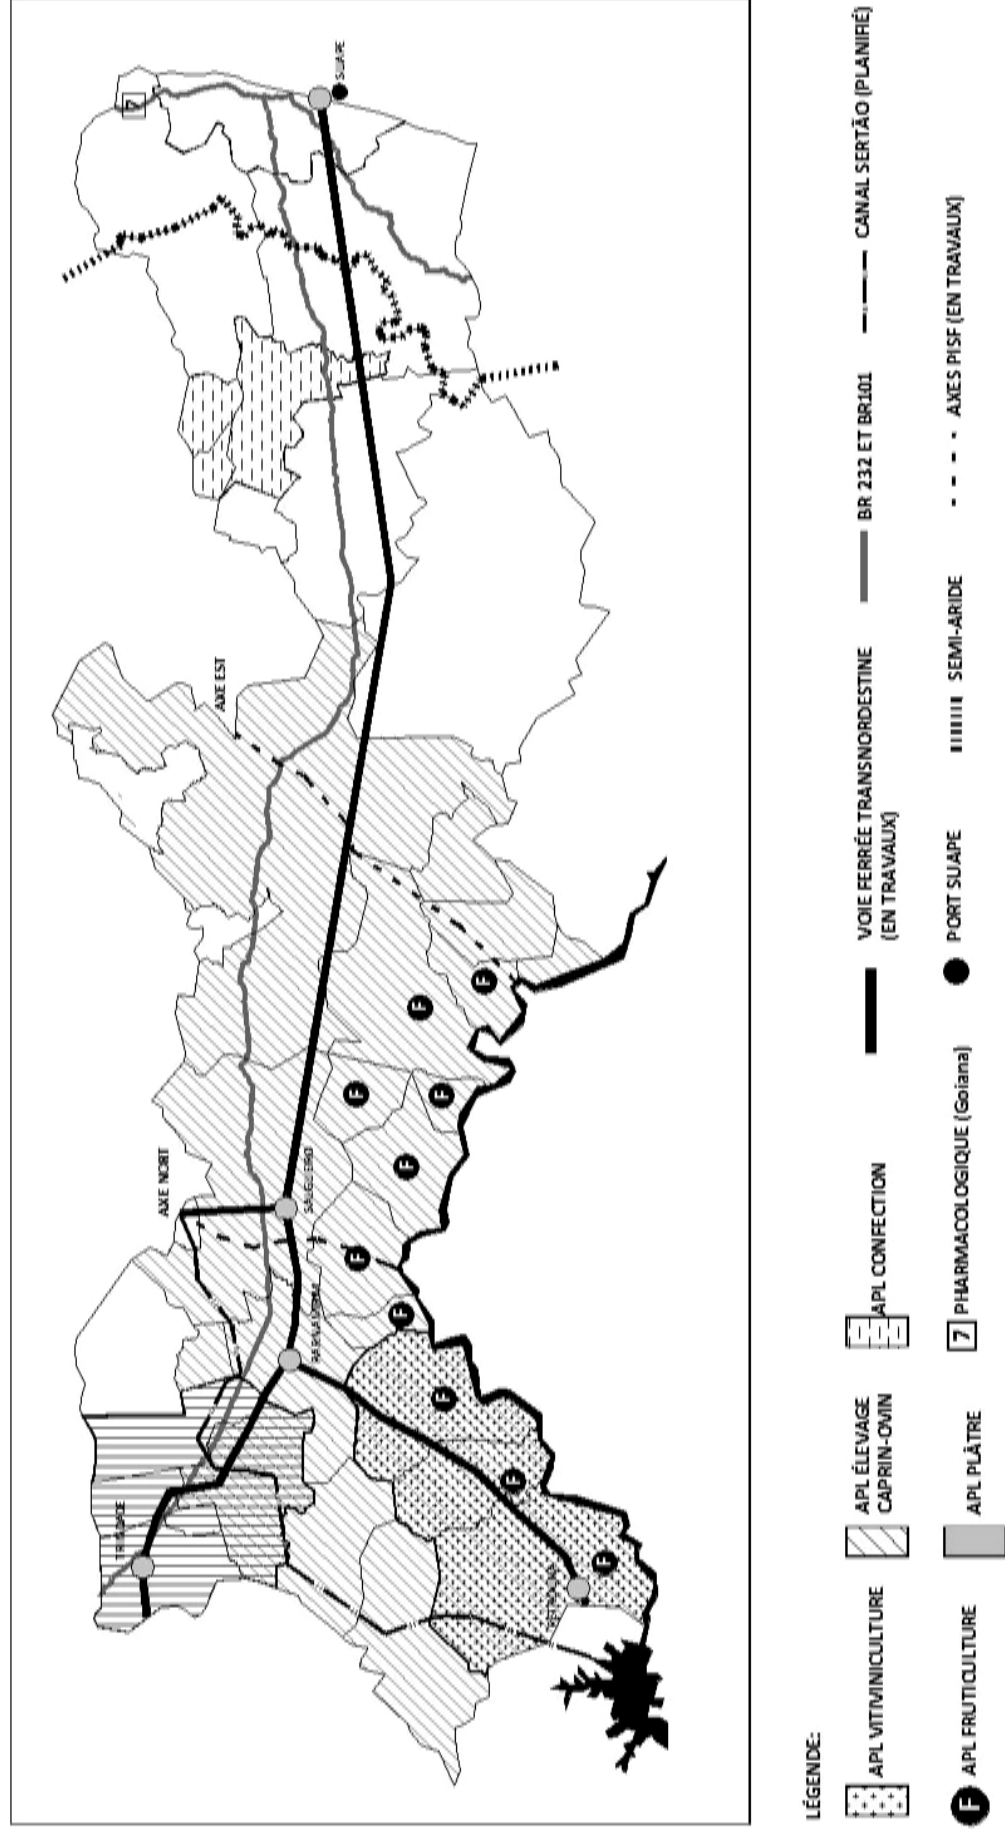 TRINDADE
AXE NORT
AXE EST
7
SUAPE
SALGUEIRO
F
F
F
F
F
F
F
F
F
F
LÉGENDE:
APL VITIVINICULTURE
APL ÉLEVAGE
CAPRIN-OVIN
APL CONFECTION
VOIE FERRÉE TRANSNORDESTINE
(EN TRAVAUX)
BR 232 ET BR101
CANAL SERTÃO (PLANIFIÉ)
F APL FRUTICULTURE
APL PLÂTRE
7 PHARMACOLOGIQUE (Goiana)
PORT SUAPE
SEMI-ARIDE
AXES PISF (EN TRAVAUX)